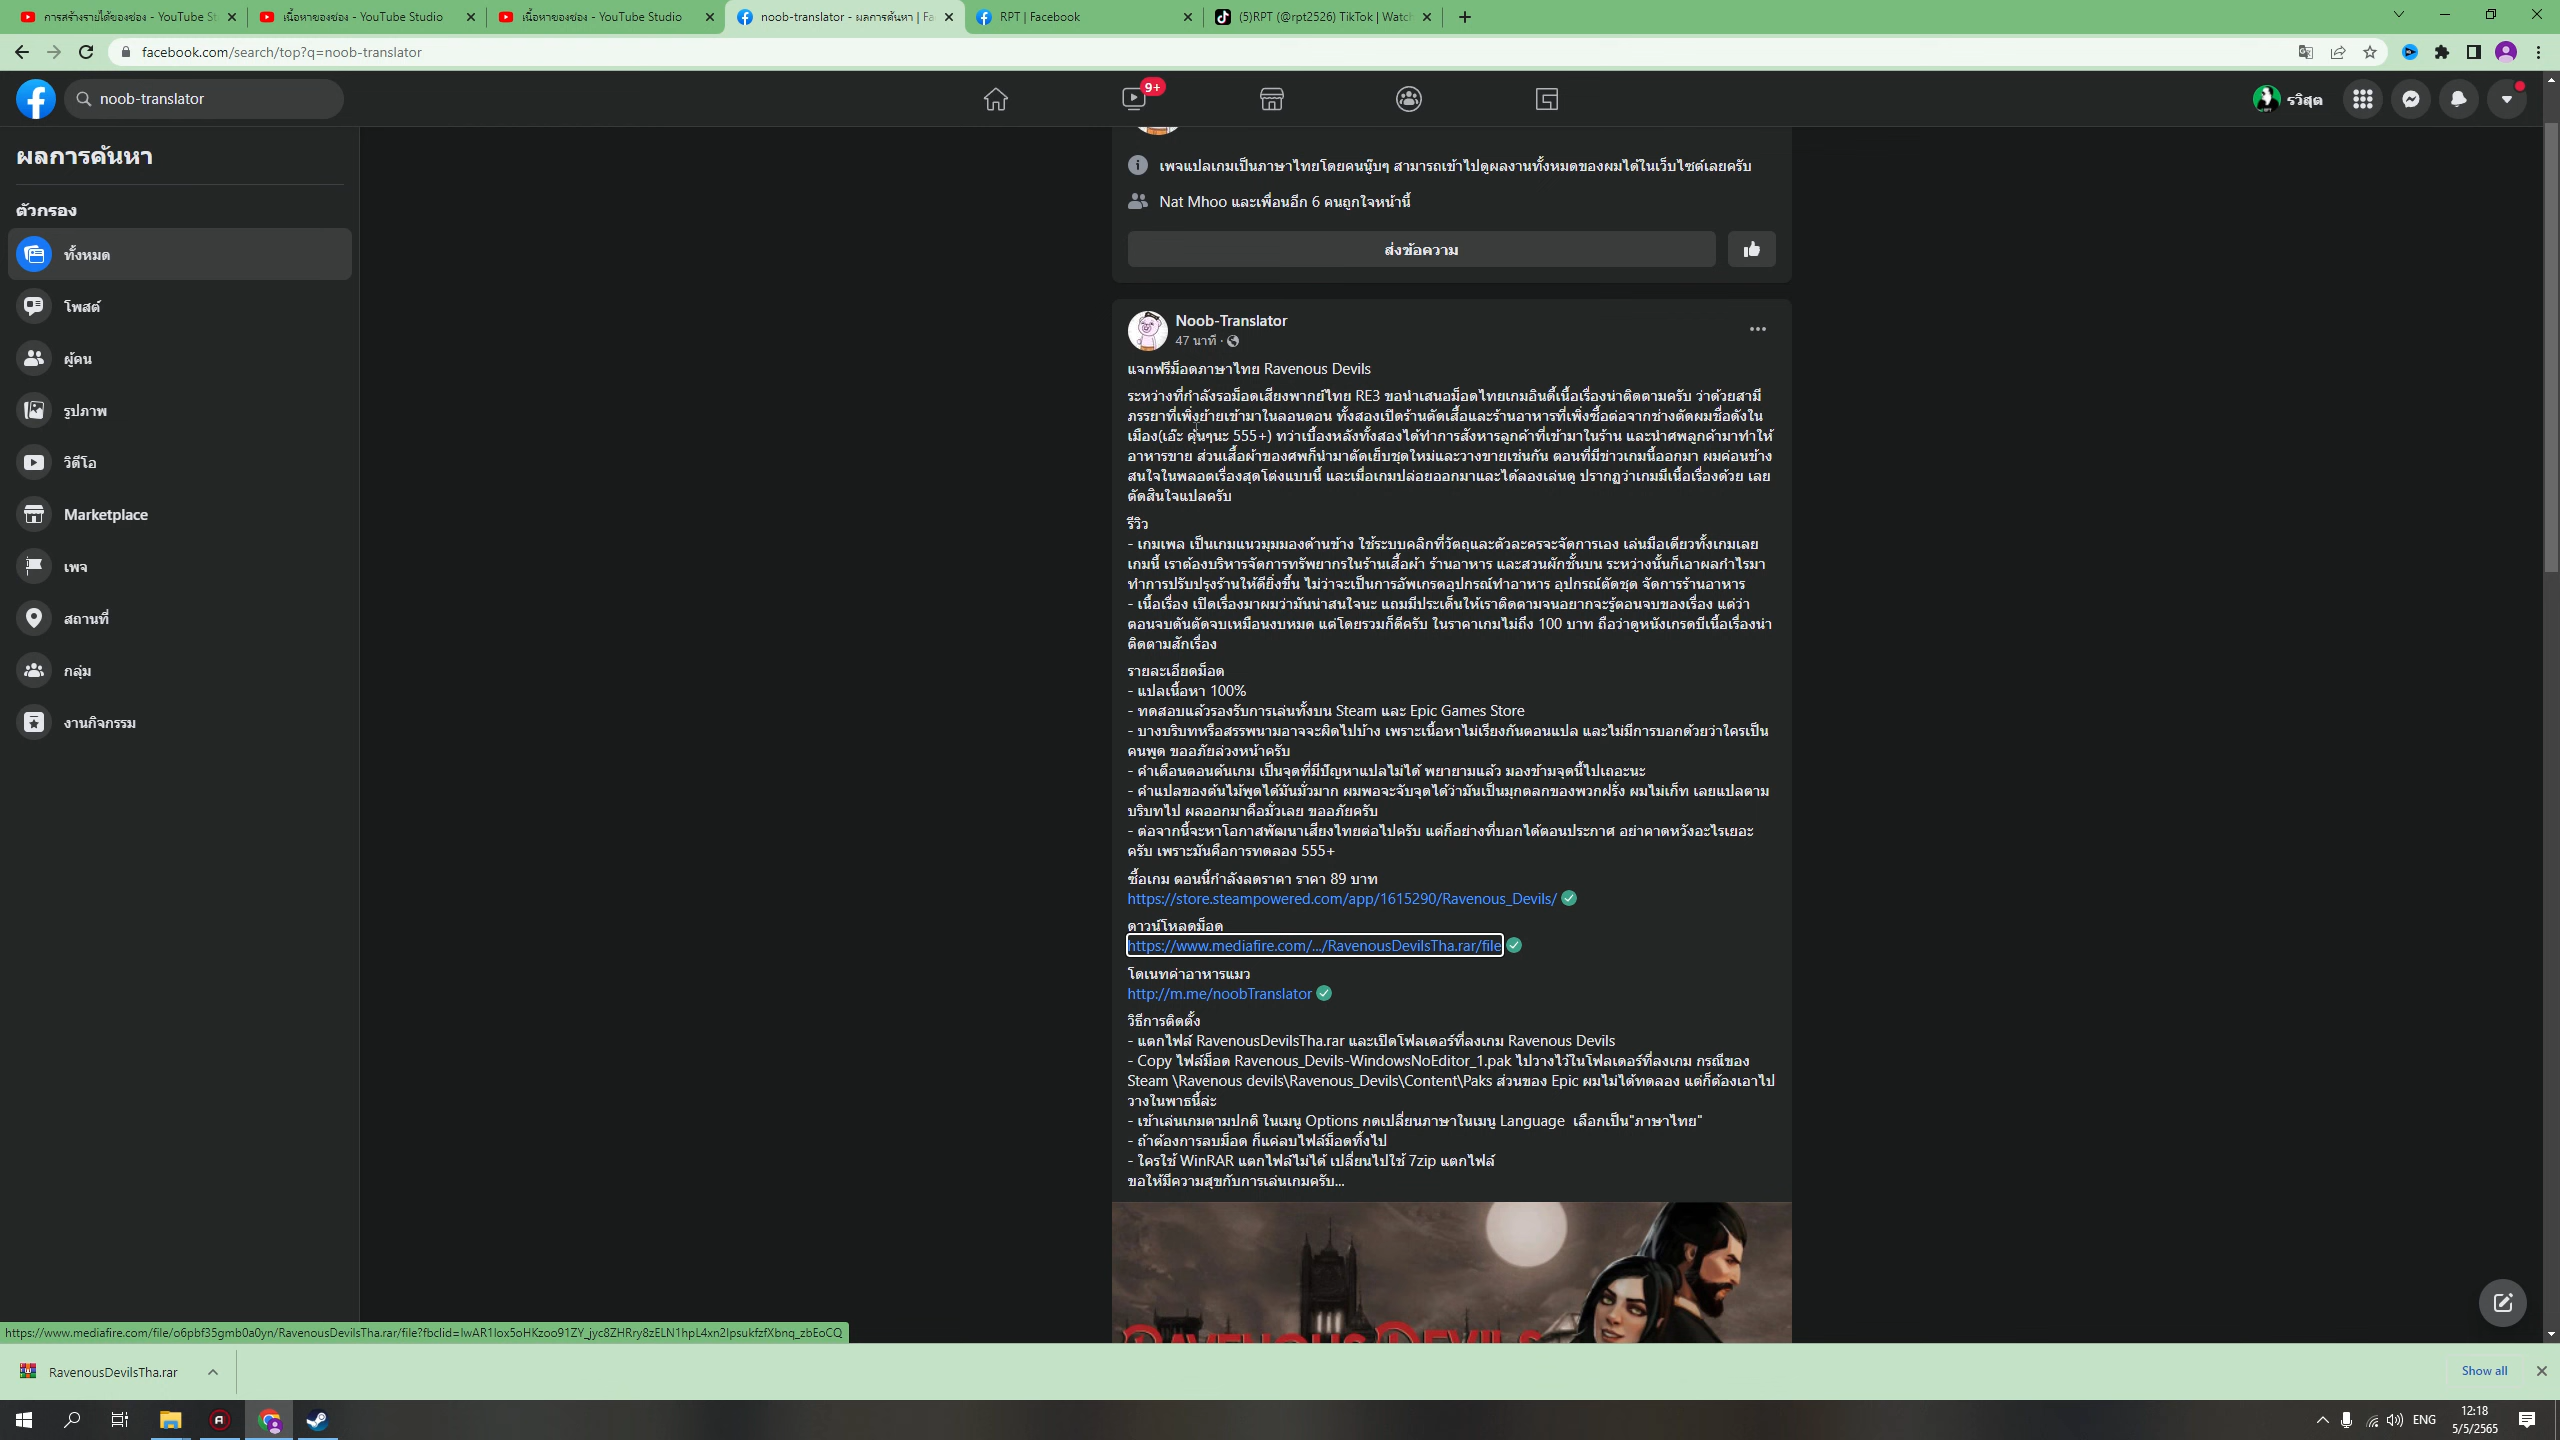 การสร้างรายได้ของช่อง - YouTube St
เนื้อหาของช่อง - YouTube Studio
เนื้อหาของช่อง - YouTube Studio
noob-translator - ผลการค้นหา | Fa
RPT | Facebook
(5)RPT (@rpt2526) TikTok | Watc
facebook.com/search/top?q=noob-translator
noob-translator
9+
รวิสุด
ผลการค้นหา
ตัวกรอง
ทั้งหมด
โพสต์
ผู้คน
รูปภาพ
วิดีโอ
Marketplace
เพจ
สถานที่
กลุ่ม
งานกิจกรรม
เพจแปลเกมเป็นภาษาไทยโดยคนนู๊บๆ สามารถเข้าไปดูผลงานทั้งหมดของผมได้ในเว็บไซต์เลยครับ
Nat Mhoo และเพื่อนอีก 6 คนถูกใจหน้านี้
ส่งข้อความ
Noob-Translator
47 นาที ·
แจกฟรีม็อดภาษาไทย Ravenous Devils
ระหว่างที่กำลังรอม็อดเสียงพากย์ไทย RE3 ขอนำเสนอม็อดไทยเกมอินดี้เนื้อเรื่องน่าติดตามครับ ว่าด้วยสามี
ภรรยาที่เพิ่งย้ายเข้ามาในลอนดอน ทั้งสองเปิดร้านตัดเสื้อและร้านอาหารที่เพิ่งซื้อต่อจากช่างตัดผมชื่อดังใน
เมือง(เอ๊ะ คุ้นๆนะ 555+) ทว่าเบื้องหลังทั้งสองได้ทำการสังหารลูกค้าที่เข้ามาในร้าน และนำศพลูกค้ามาทำให้
อาหารขาย ส่วนเสื้อผ้าของศพก็นำมาตัดเย็บชุดใหม่และวางขายเช่นกัน ตอนที่มีข่าวเกมนี้ออกมา ผมค่อนข้าง
สนใจในพลอตเรื่องสุดโต่งแบบนี้ และเมื่อเกมปล่อยออกมาและได้ลองเล่นดู ปรากฏว่าเกมมีเนื้อเรื่องด้วย เลย
ตัดสินใจแปลครับ
รีวิว
- เกมเพล เป็นเกมแนวมุมมองด้านข้าง ใช้ระบบคลิกที่วัตถุและตัวละครจะจัดการเอง เล่นมือเดียวทั้งเกมเลย
เกมนี้ เราต้องบริหารจัดการทรัพยากรในร้านเสื้อผ้า ร้านอาหาร และสวนผักชั้นบน ระหว่างนั้นก็เอาผลกำไรมา
ทำการปรับปรุงร้านให้ดียิ่งขึ้น ไม่ว่าจะเป็นการอัพเกรดอุปกรณ์ทำอาหาร อุปกรณ์ตัดชุด จัดการร้านอาหาร
- เนื้อเรื่อง เปิดเรื่องมาผมว่ามันน่าสนใจนะ แถมมีประเด็นให้เราติดตามจนอยากจะรู้ตอนจบของเรื่อง แต่ว่า
ตอนจบดันตัดจบเหมือนงบหมด แต่โดยรวมก็ดีครับ ในราคาเกมไม่ถึง 100 บาท ถือว่าดูหนังเกรดบีเนื้อเรื่องน่า
ติดตามสักเรื่อง
รายละเอียดม็อด
- แปลเนื้อหา 100%
- ทดสอบแล้วรองรับการเล่นทั้งบน Steam และ Epic Games Store
- บางบริบทหรือสรรพนามอาจจะผิดไปบ้าง เพราะเนื้อหาไม่เรียงกันตอนแปล และไม่มีการบอกด้วยว่าใครเป็น
คนพูด ขออภัยล่วงหน้าครับ
- คำเตือนตอนต้นเกม เป็นจุดที่มีปัญหาแปลไม่ได้ พยายามแล้ว มองข้ามจุดนี้ไปเถอะนะ
- คำแปลของต้นไม้พูดได้มันมั่วมาก ผมพอจะจับจุดได้ว่ามันเป็นมุกตลกของพวกฝรั่ง ผมไม่เก็ท เลยแปลตาม
บริบทไป ผลออกมาคือมั่วเลย ขออภัยครับ
- ต่อจากนี้จะหาโอกาสพัฒนาเสียงไทยต่อไปครับ แต่ก็อย่างที่บอกได้ตอนประกาศ อย่าคาดหวังอะไรเยอะ
ครับ เพราะมันคือการทดลอง 555+
ซื้อเกม ตอนนี้กำลังลดราคา ราคา 89 บาท
https://store.steampowered.com/app/1615290/Ravenous_Devils/
ดาวน์โหลดม็อด
https://www.mediafire.com/.../RavenousDevilsTha.rar/file
โดเนทค่าอาหารแมว
http://m.me/noobTranslator
วิธีการติดตั้ง
- แตกไฟล์ RavenousDevilsTha.rar และเปิดโฟลเดอร์ที่ลงเกม Ravenous Devils
- Copy ไฟล์ม็อด Ravenous_Devils-WindowsNoEditor_1.pak ไปวางไว้ในโฟลเดอร์ที่ลงเกม กรณีของ
Steam \Ravenous devils\Ravenous_Devils\Content\Paks ส่วนของ Epic ผมไม่ได้ทดลอง แต่ก็ต้องเอาไป
วางในพาธนี้ล่ะ
- เข้าเล่นเกมตามปกติ ในเมนู Options กดเปลี่ยนภาษาในเมนู Language เลือกเป็น"ภาษาไทย"
- ถ้าต้องการลบม็อด ก็แค่ลบไฟล์ม็อดทิ้งไป
- ใครใช้ WinRAR แตกไฟล์ไม่ได้ เปลี่ยนไปใช้ 7zip แตกไฟล์
ขอให้มีความสุขกับการเล่นเกมครับ...
RAVENOUS DEVILS
RavenousDevilsTha.rar
Show all
ENG
12:18
5/5/2565